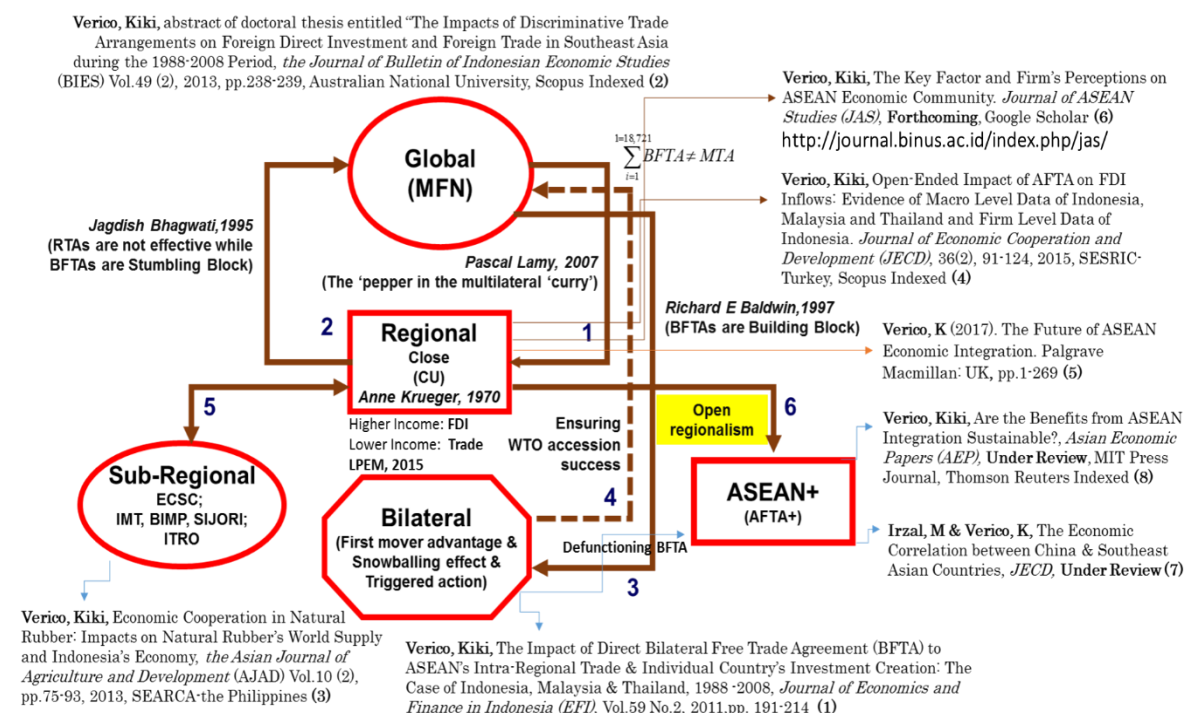 Verico, Kiki, abstract of doctoral thesis entitled “The Impacts of Discriminative Trade
Arrangements on Foreign Direct Investment and Foreign Trade in Southeast Asia
during the 1988-2008 Period, the Journal of Bulletin of Indonesian Economic Studies
(BIES) Vol.49 (2), 2013, pp.238-239, Australian National University, Scopus Indexed (2)
Global
(MFN)
I=18,721
∑BFTA≠MTA
i=1
Verico, Kiki, The Key Factor and Firm’s Perceptions on
ASEAN Economic Community. Journal of ASEAN
Studies (JAS), Forthcoming, Google Scholar (6)
http://journal.binus.ac.id/index.php/jas/
Verico, Kiki, Open-Ended Impact of AFTA on FDI
Inflows: Evidence of Macro Level Data of Indonesia,
Malaysia and Thailand and Firm Level Data of
Indonesia. Journal of Economic Cooperation and
Development (JECD), 36(2), 91-124, 2015, SESRIC-
Turkey, Scopus Indexed (4)
Jagdish Bhagwati,1995
(RTAs are not effective while
BFTAs are Stumbling Block)
Pascal Lamy, 2007
(The ‘pepper in the multilateral ‘curry’)
Richard E Baldwin,1997
(BFTAs are Building Block)
2
Regional
Close
(CU)
Anne Krueger, 1970
1
Higher Income: FDI
Lower Income: Trade
LPEM, 2015
Verico, K (2017). The Future of ASEAN
Economic Integration. Palgrave
Macmillan: UK, pp.1-269 (5)
5
Ensuring
WTO accession
success
4
Open
regionalism
6
Verico, Kiki, Are the Benefits from ASEAN
Integration Sustainable?, Asian Economic
Papers (AEP), Under Review, MIT Press
Journal, Thomson Reuters Indexed (8)
Sub-Regional
ECSC;
IMT, BIMP, SIJORI;
ITRO
Bilateral
(First mover advantage &
Snowballing effect &
Triggered action)
Defunctioning BFTA
3
ASEAN+
(AFTA+)
Irzal, M & Verico, K, The Economic
Correlation between China & Southeast
Asian Countries, JECD, Under Review (7)
Verico, Kiki, Economic Cooperation in Natural
Rubber: Impacts on Natural Rubber’s World Supply
and Indonesia’s Economy, the Asian Journal of
Agriculture and Development (AJAD) Vol.10 (2),
pp.75-93, 2013, SEARCA-the Philippines (3)
Verico, Kiki, The Impact of Direct Bilateral Free Trade Agreement (BFTA) to
ASEAN’s Intra-Regional Trade & Individual Country’s Investment Creation: The
Case of Indonesia, Malaysia & Thailand, 1988 -2008, Journal of Economics and
Finance in Indonesia (EFI), Vol.59 No.2, 2011,pp. 191-214 (1)